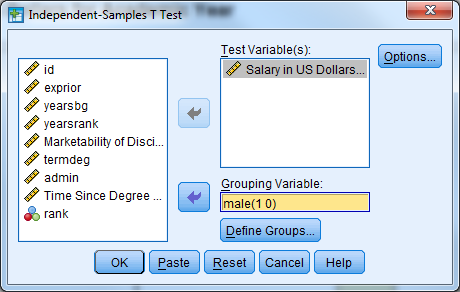 Independent-Samples T Test
Test Variable(s):
id
exprior
yearsbg
yearsrank
Marketability of Disci...
termdeg
admin
Time Since Degree ...
rank
Salary in US Dollars...
Options...
Grouping Variable:
male(1 0)
Define Groups...
OK
Paste
Reset
Cancel
Help